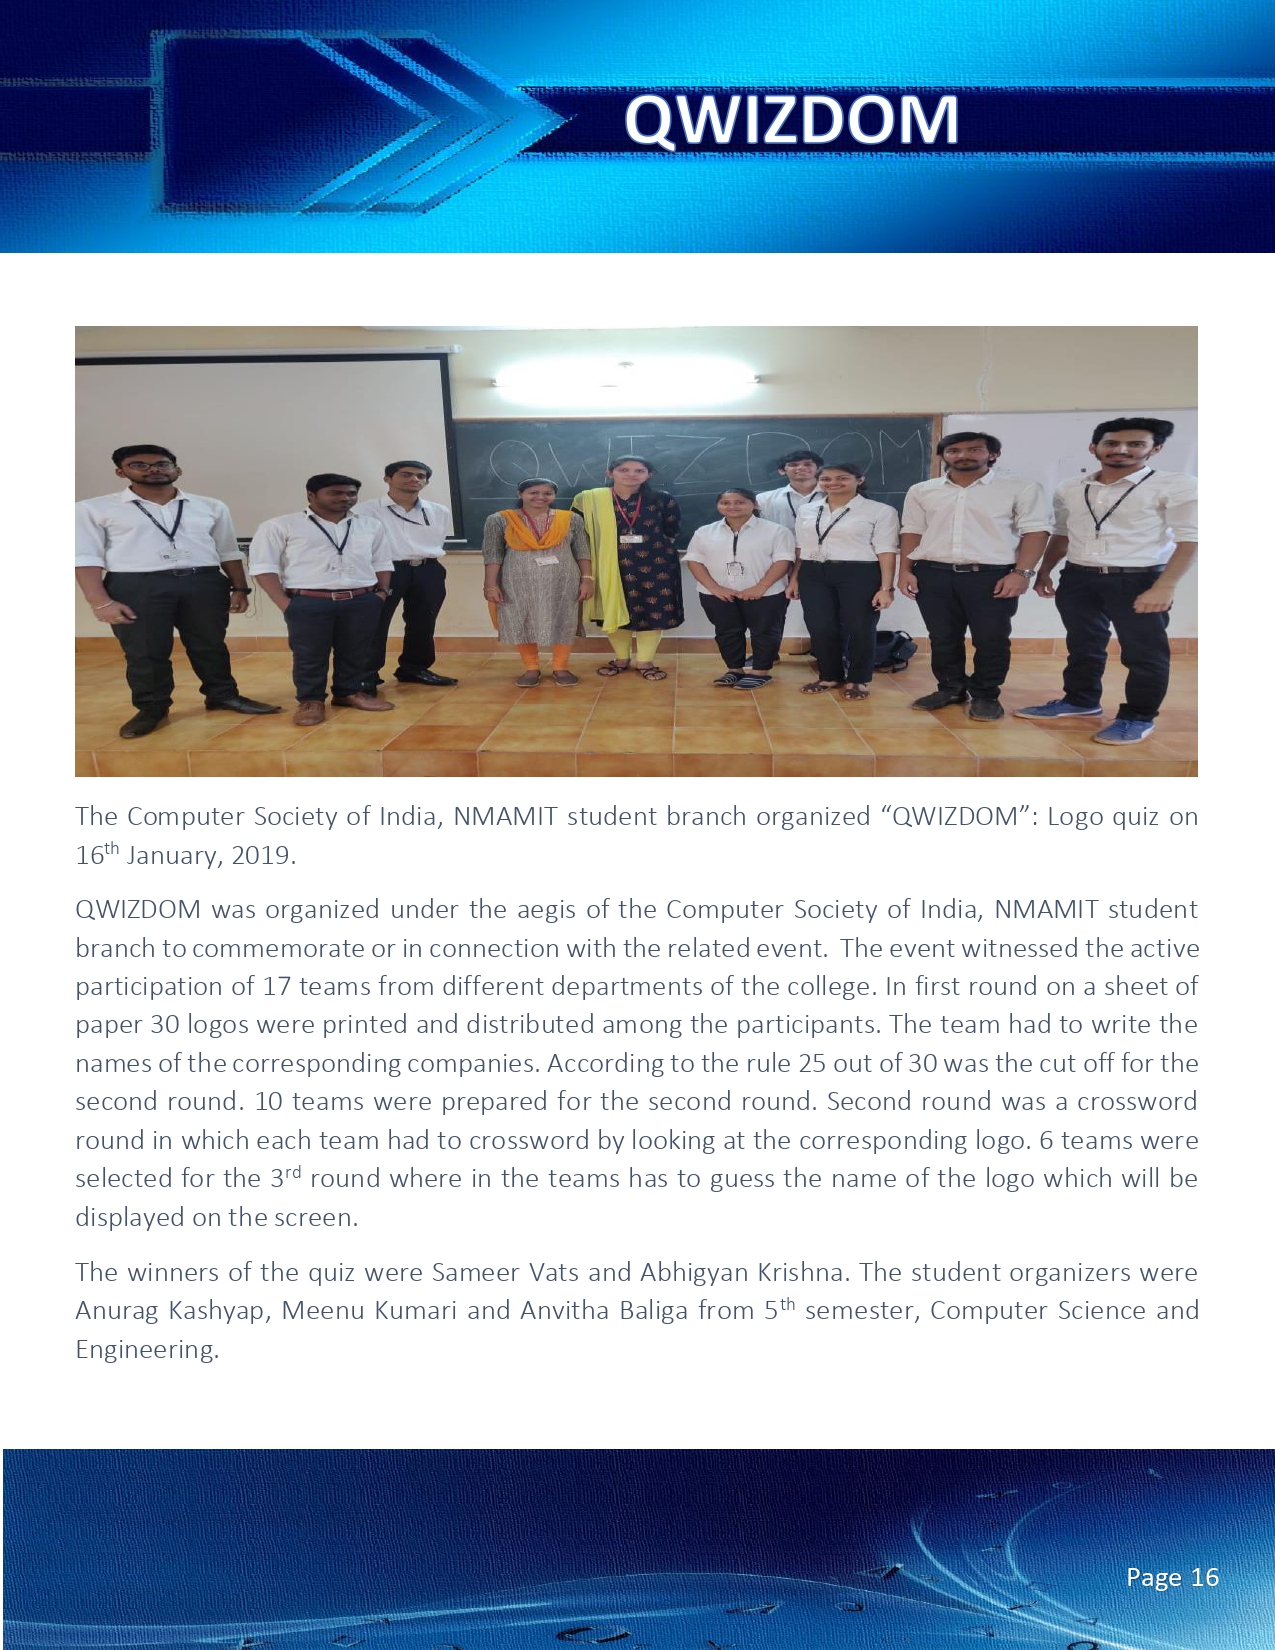 QWIZDOM
QWIZDOM
The Computer Society of India, NMAMIT student branch organized “QWIZDOM”: Logo quiz on
16th January, 2019.
QWIZDOM was organized under the aegis of the Computer Society of India, NMAMIT student
branch to commemorate or in connection with the related event.  The event witnessed the active
participation of 17 teams from different departments of the college. In first round on a sheet of
paper 30 logos were printed and distributed among the participants. The team had to write the
names of the corresponding companies. According to the rule 25 out of 30 was the cut off for the
second round. 10 teams were prepared for the second round. Second round was a crossword
round in which each team had to crossword by looking at the corresponding logo. 6 teams were
selected for the 3rd round where in the teams has to guess the name of the logo which will be
displayed on the screen.
The winners of the quiz were Sameer Vats and Abhigyan Krishna. The student organizers were
Anurag Kashyap, Meenu Kumari and Anvitha Baliga from 5th semester, Computer Science and
Engineering.
Page 16